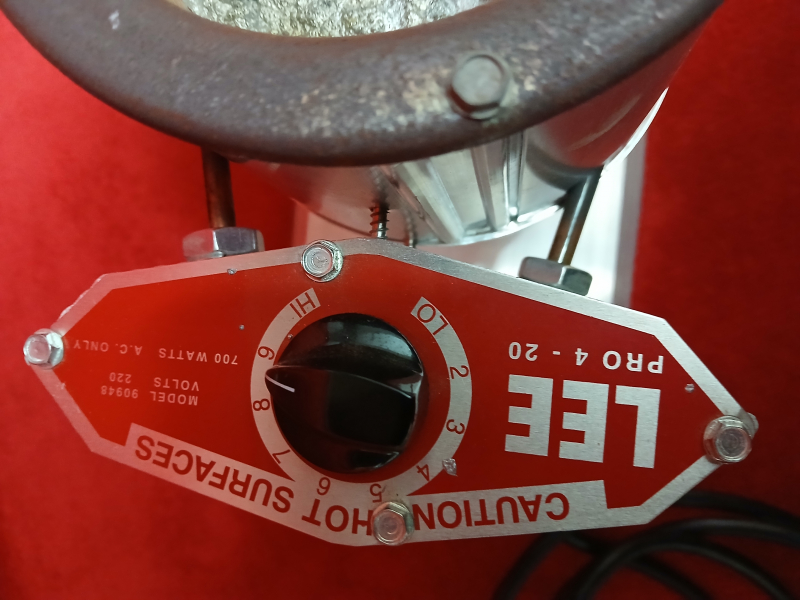 LEE
PRO 4 - 20
LO
2
3
4
5
6
7
8
9
HI
MODEL 90948
VOLTS 220
700 WATTS A.C. ONLY
CAUTION HOT SURFACES